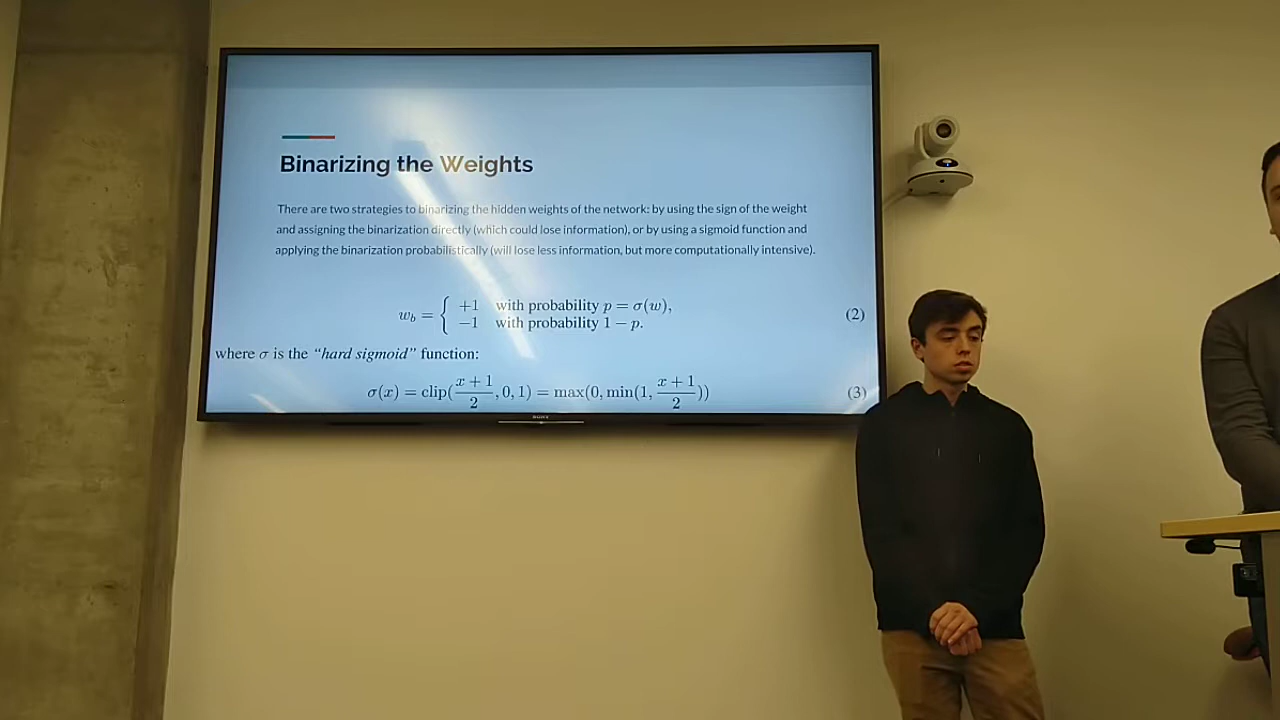 Binarizing the Weights
There are two strategies to binarizing the hidden weights of the network: by using the sign of the weight
and assigning the binarization directly (which could lose information), or by using a sigmoid function and
applying the binarization probabilistically (will lose less information, but more computationally intensive).
w_b = { +1 with probability p = σ(w), (2)
−1 with probability 1 − p.
where σ is the “hard sigmoid” function:
σ(x) = clip((x + 1)/2, 0, 1) = max(0, min(1, (x + 1)/2)) (3)
SONY